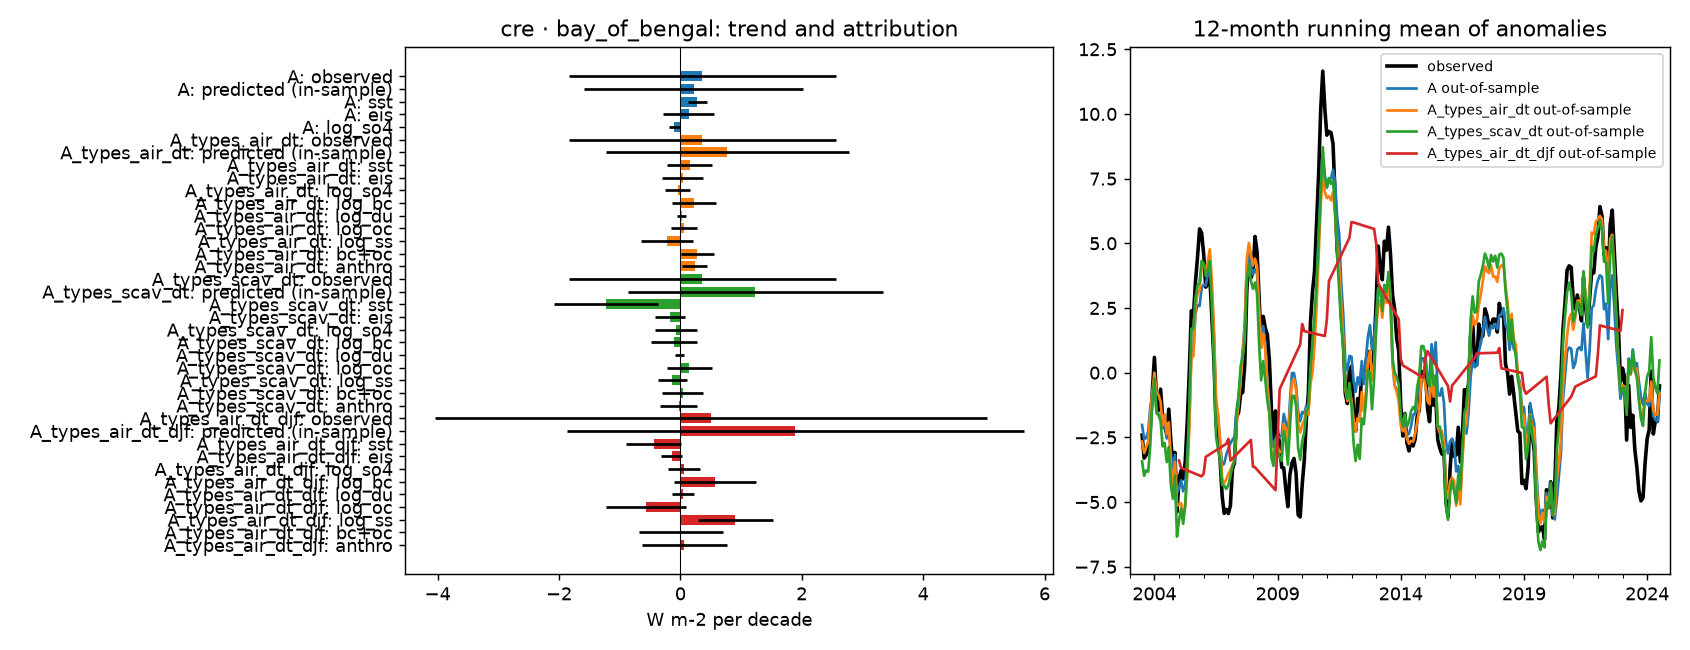 cre · bay_of_bengal: trend and attribution
A: observed
A: predicted (in-sample)
A: sst
A: eis
A: log_so4
A_types_air_dt: observed
A_types_air_dt: predicted (in-sample)
A_types_air_dt: sst
A_types_air_dt: eis
A_types_air_dt: log_so4
A_types_air_dt: log_bc
A_types_air_dt: log_du
A_types_air_dt: log_oc
A_types_air_dt: log_ss
A_types_air_dt: bc+oc
A_types_air_dt: anthro
A_types_scav_dt: observed
A_types_scav_dt: predicted (in-sample)
A_types_scav_dt: sst
A_types_scav_dt: eis
A_types_scav_dt: log_so4
A_types_scav_dt: log_bc
A_types_scav_dt: log_du
A_types_scav_dt: log_oc
A_types_scav_dt: log_ss
A_types_scav_dt: bc+oc
A_types_scav_dt: anthro
A_types_air_dt_djf: observed
A_types_air_dt_djf: predicted (in-sample)
A_types_air_dt_djf: sst
A_types_air_dt_djf: eis
A_types_air_dt_djf: log_so4
A_types_air_dt_djf: log_bc
A_types_air_dt_djf: log_du
A_types_air_dt_djf: log_oc
A_types_air_dt_djf: log_ss
A_types_air_dt_djf: bc+oc
A_types_air_dt_djf: anthro
−4 −2 0 2 4 6
W m-2 per decade
12-month running mean of anomalies
12.5
10.0
7.5
5.0
2.5
0.0
−2.5
−5.0
−7.5
observed
A out-of-sample
A_types_air_dt out-of-sample
A_types_scav_dt out-of-sample
A_types_air_dt_djf out-of-sample
2004 2009 2014 2019 2024